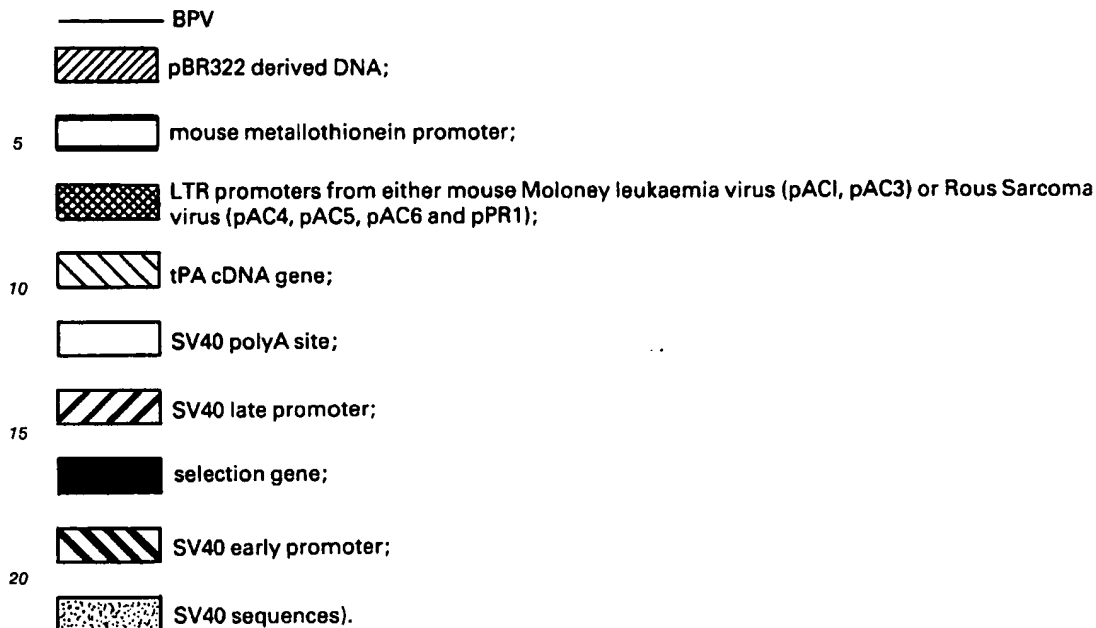 BPV
pBR322 derived DNA;
5 mouse metallothionein promoter;
LTR promoters from either mouse Moloney leukaemia virus (pACI, pAC3) or Rous Sarcoma
virus (pAC4, pAC5, pAC6 and pPR1);
10 tPA cDNA gene;
SV40 polyA site;
SV40 late promoter;
15
selection gene;
SV40 early promoter;
20
SV40 sequences).